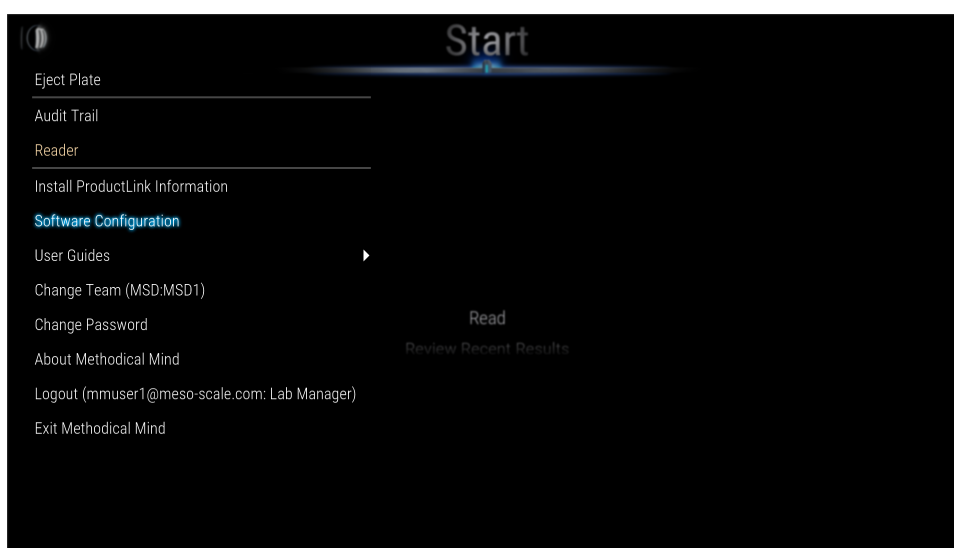 Start
Eject Plate
Audit Trail
Reader
Install ProductLink Information
Software Configuration
User Guides
Change Team (MSD:MSD1)
Change Password
About Methodical Mind
Logout (mmuser1@meso-scale.com: Lab Manager)
Exit Methodical Mind
Read
Review Recent Results